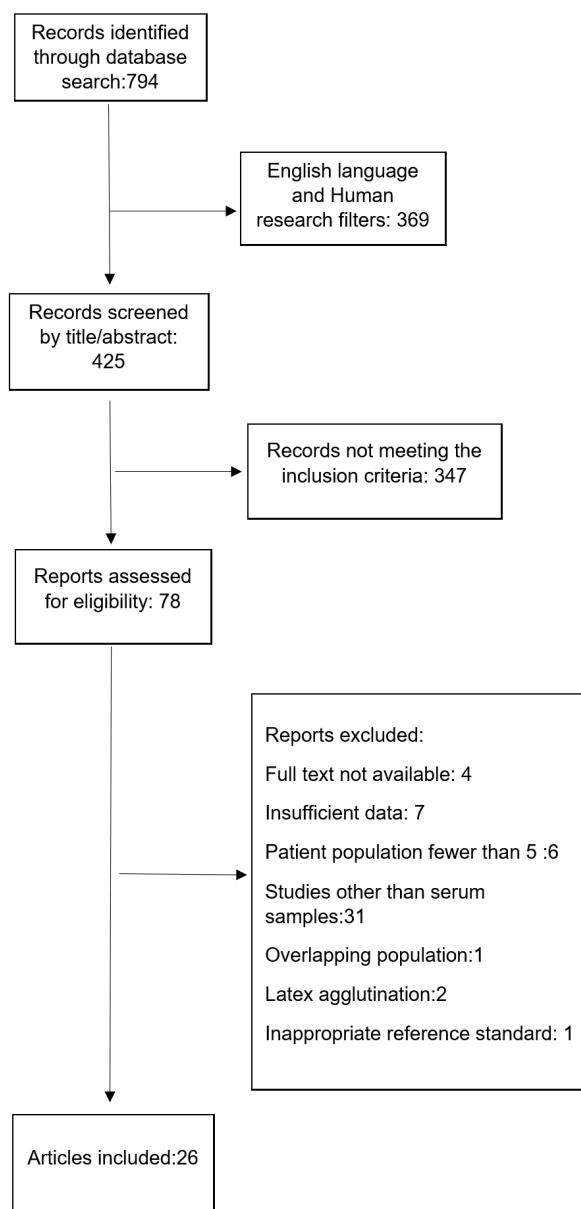 Records identified
through database
search:794
English language
and Human
research filters: 369
Records screened
by title/abstract:
425
Records not meeting the
inclusion criteria: 347
Reports assessed
for eligibility: 78
Reports excluded:
Full text not available: 4
Insufficient data: 7
Patient population fewer than 5 :6
Studies other than serum
samples:31
Overlapping population:1
Latex agglutination:2
Inappropriate reference standard: 1
Articles included:26